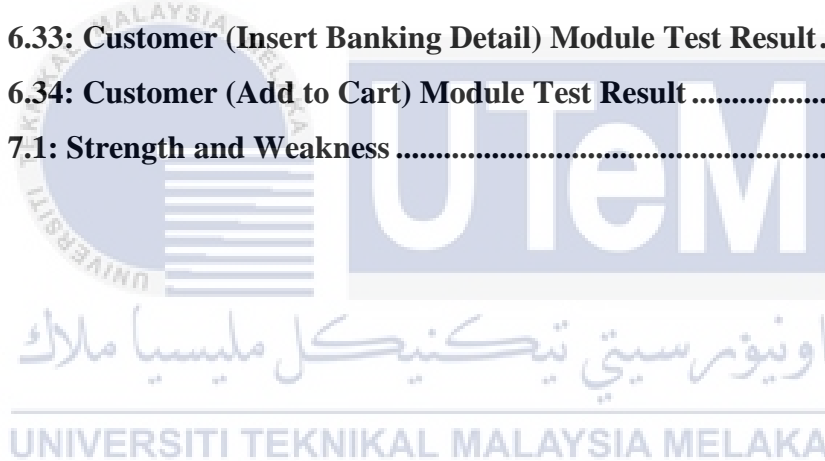 6.33: Customer (Insert Banking Detail) Module Test Result.
6.34: Customer (Add to Cart) Module Test Result ..................
7.1: Strength and Weakness ......................................................
UTeM
اونيۏرسيتي تيكنيكل مليسيا ملاك
UNIVERSITI TEKNIKAL MALAYSIA MELAKA